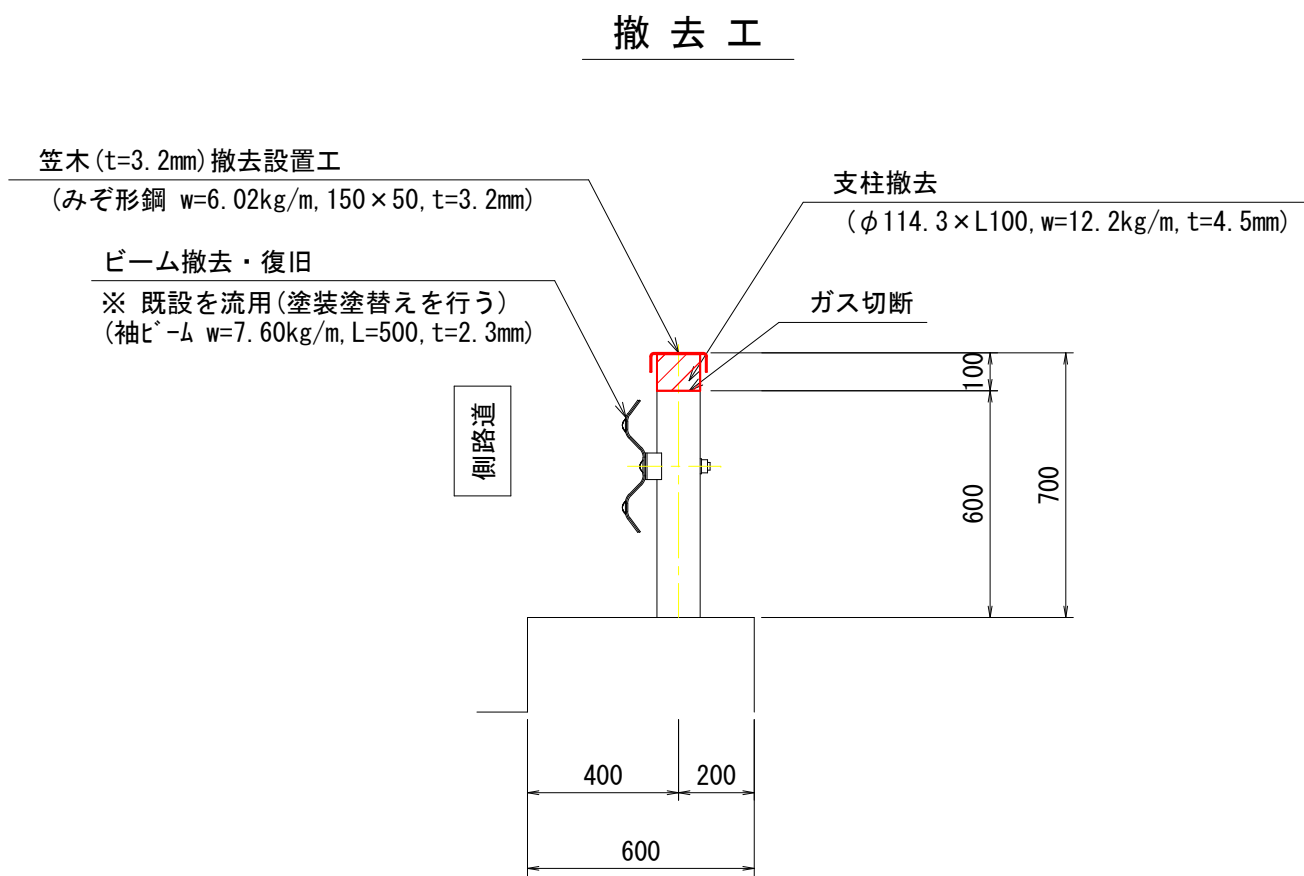 撤去工
笠木(t=3.2mm)撤去設置工
(みぞ形鋼 w=6.02kg/m,150×50,t=3.2mm)
ビーム撤去・復旧
※ 既設を流用(塗装塗替えを行う)
(袖ﾋﾞｰﾑ w=7.60kg/m,L=500,t=2.3mm)
支柱撤去
(φ114.3×L100,w=12.2kg/m,t=4.5mm)
ガス切断
側路道
100
600
700
400
200
600